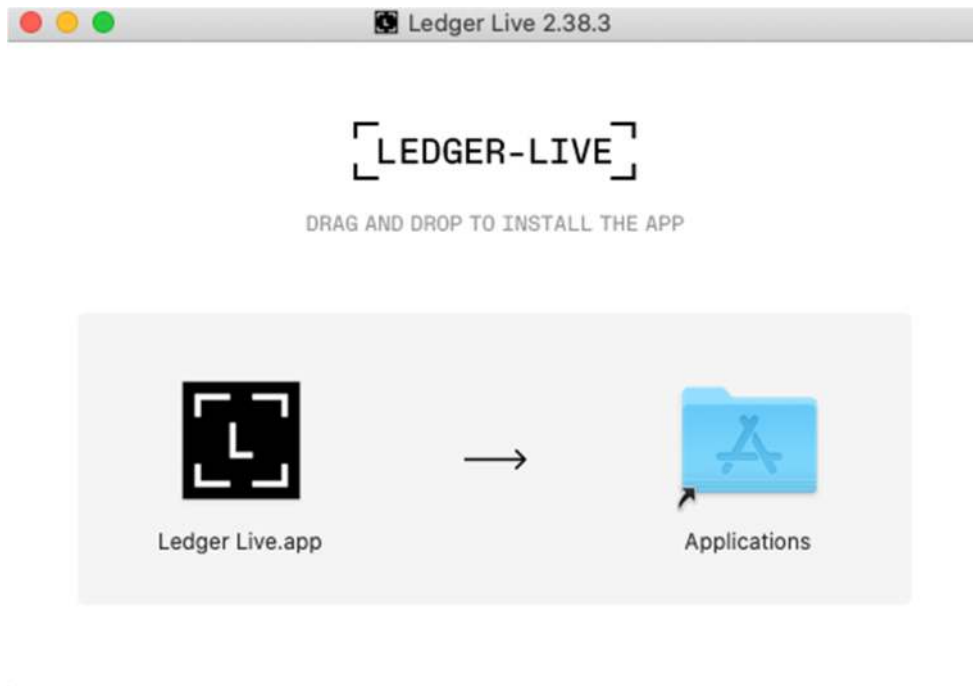 Ledger Live 2.38.3
LEDGER-LIVE
DRAG AND DROP TO INSTALL THE APP
L
Ledger Live.app
Applications